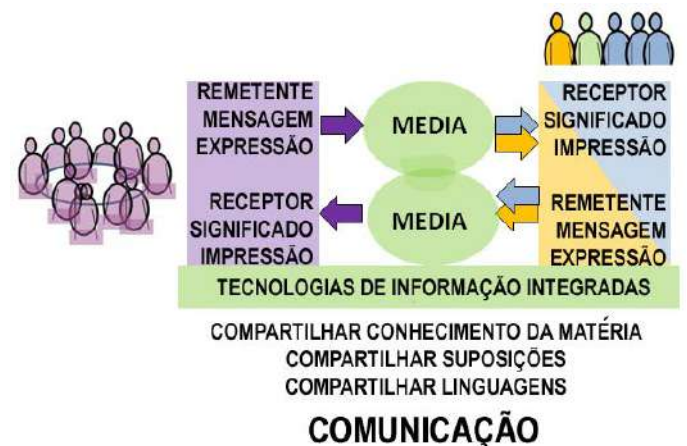 REMETENTE
MENSAGEM
EXPRESSÃO
RECEPTOR
SIGNIFICADO
IMPRESSÃO
MEDIA
MEDIA
RECEPTOR
SIGNIFICADO
IMPRESSÃO
REMETENTE
MENSAGEM
EXPRESSÃO
TECNOLOGIAS DE INFORMAÇÃO INTEGRADAS
COMPARTILHAR CONHECIMENTO DA MATÉRIA
COMPARTILHAR SUPOSIÇÕES
COMPARTILHAR LINGUAGENS
COMUNICAÇÃO